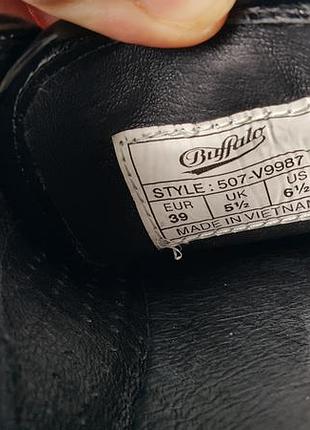 Buffalo
STYLE : 507-V9987
EUR UK US
39 5½ 6½
MADE IN VIETNAM